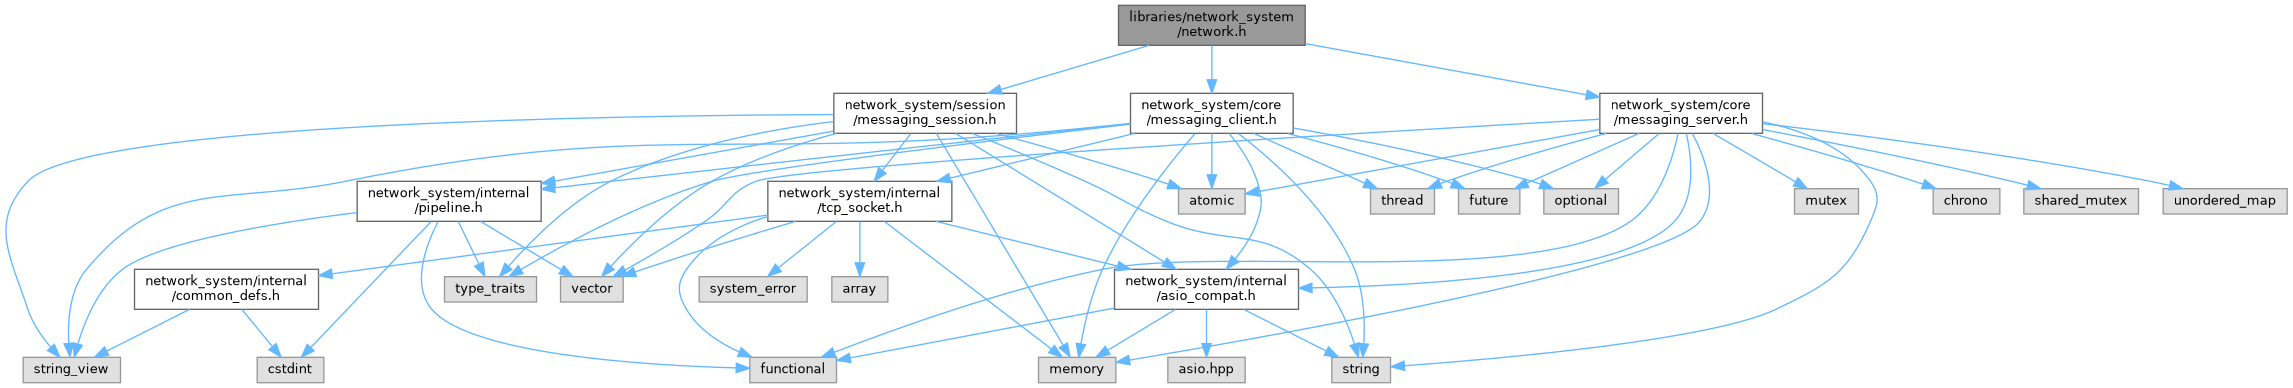 libraries/network_system
/network.h
network_system/session
/messaging_session.h
network_system/core
/messaging_client.h
network_system/core
/messaging_server.h
network_system/internal
/pipeline.h
network_system/internal
/tcp_socket.h
atomic
thread
future
optional
mutex
chrono
shared_mutex
unordered_map
network_system/internal
/common_defs.h
type_traits
vector
system_error
array
network_system/internal
/asio_compat.h
string_view
cstdint
functional
memory
asio.hpp
string